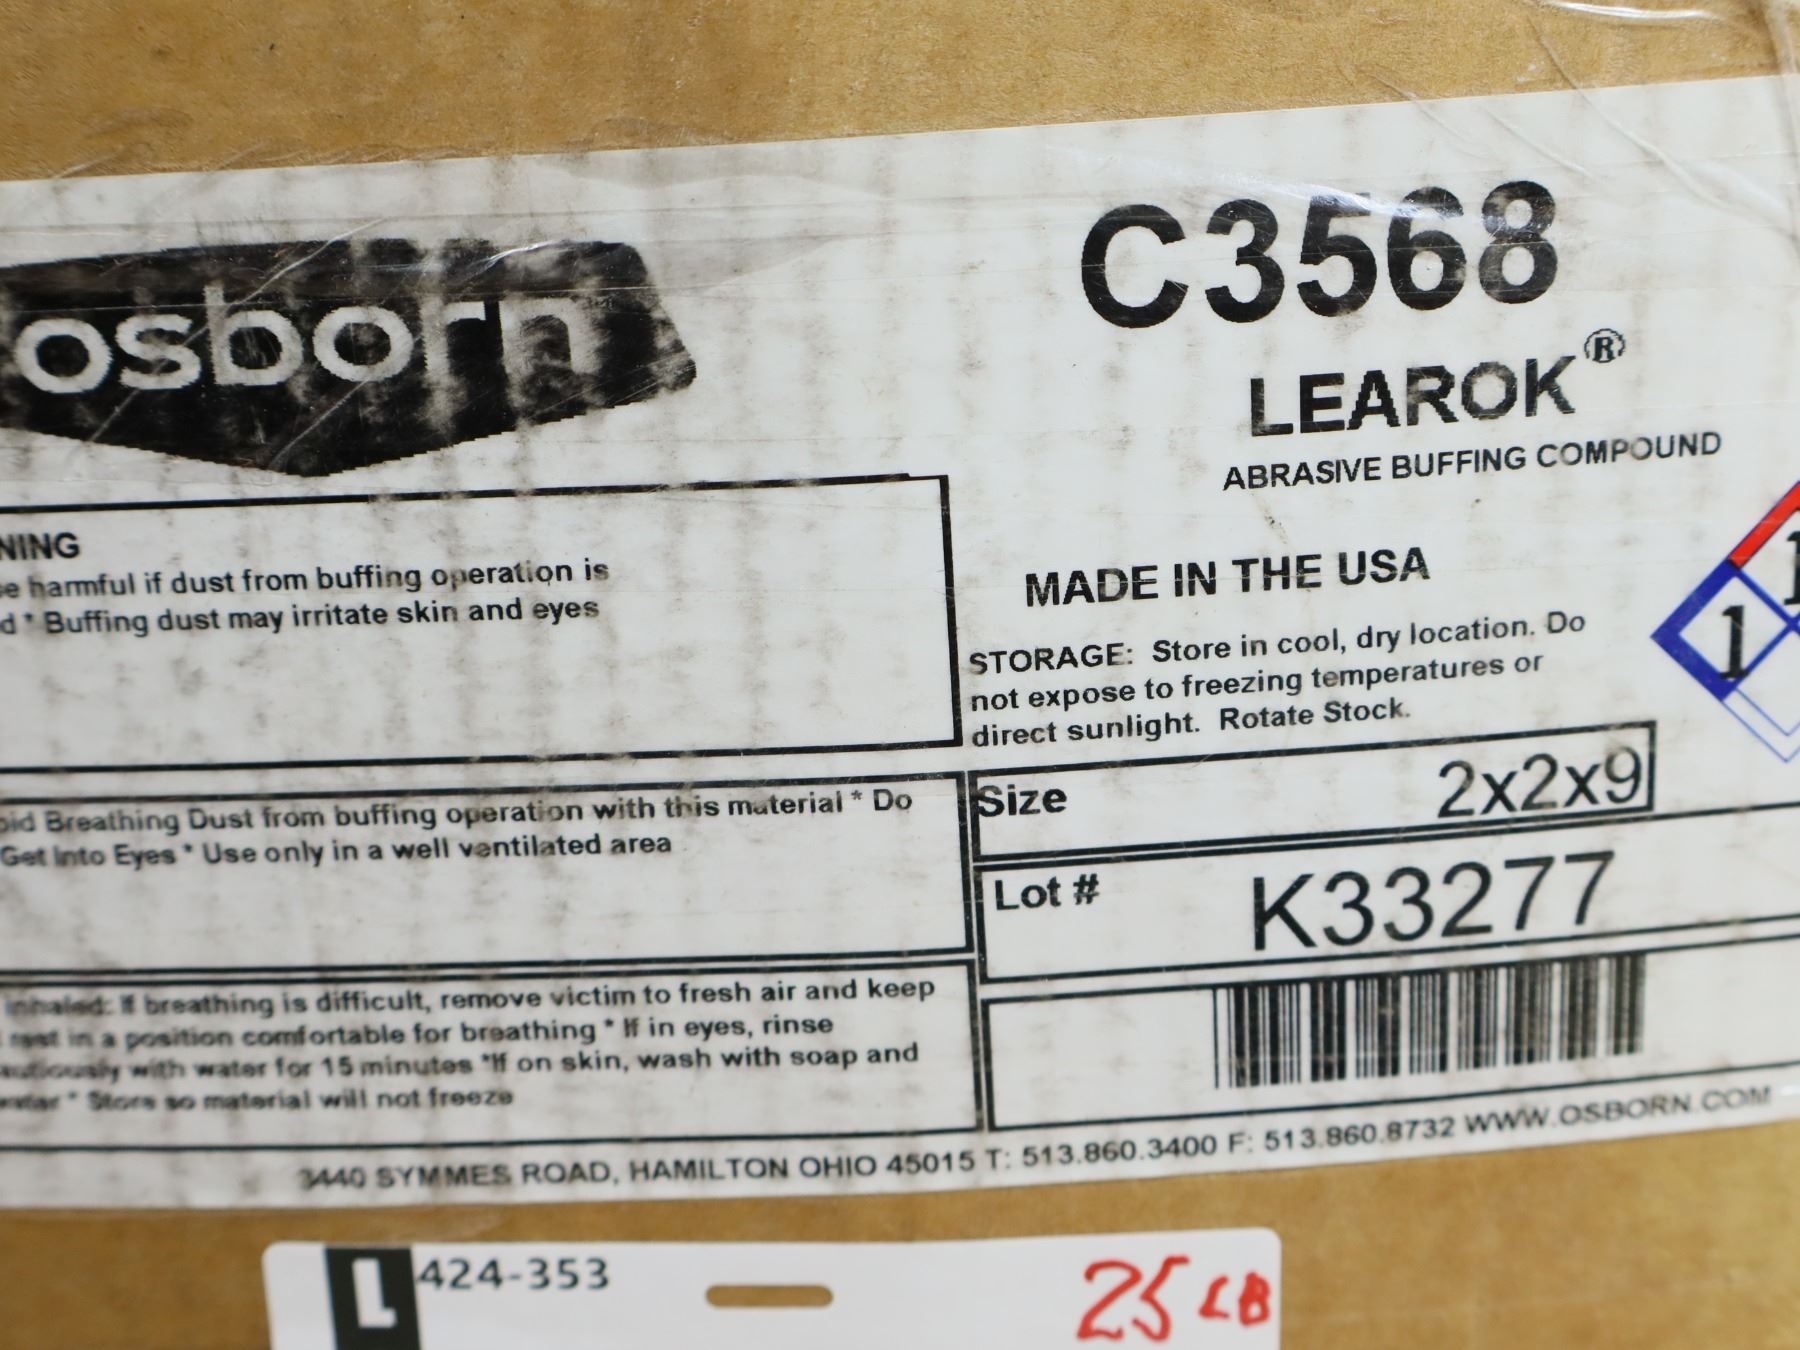 C3568
osborn
LEAROK®
ABRASIVE BUFFING COMPOUND
NING
e harmful if dust from buffing operation is
d * Buffing dust may irritate skin and eyes
MADE IN THE USA
STORAGE: Store in cool, dry location. Do
not expose to freezing temperatures or
direct sunlight. Rotate Stock.
1
1
oid Breathing Dust from buffing operation with this material * Do
Get Into Eyes * Use only in a well ventilated area
Size 2x2x9
Lot # K33277
inhaled: If breathing is difficult, remove victim to fresh air and keep
rest in a position comfortable for breathing * If in eyes, rinse
autiously with water for 15 minutes *If on skin, wash with soap and
water * Store so material will not freeze
3440 SYMMES ROAD, HAMILTON OHIO 45015 T: 513.860.3400 F: 513.860.8732 WWW.OSBORN.COM
L 424-353
25 LB